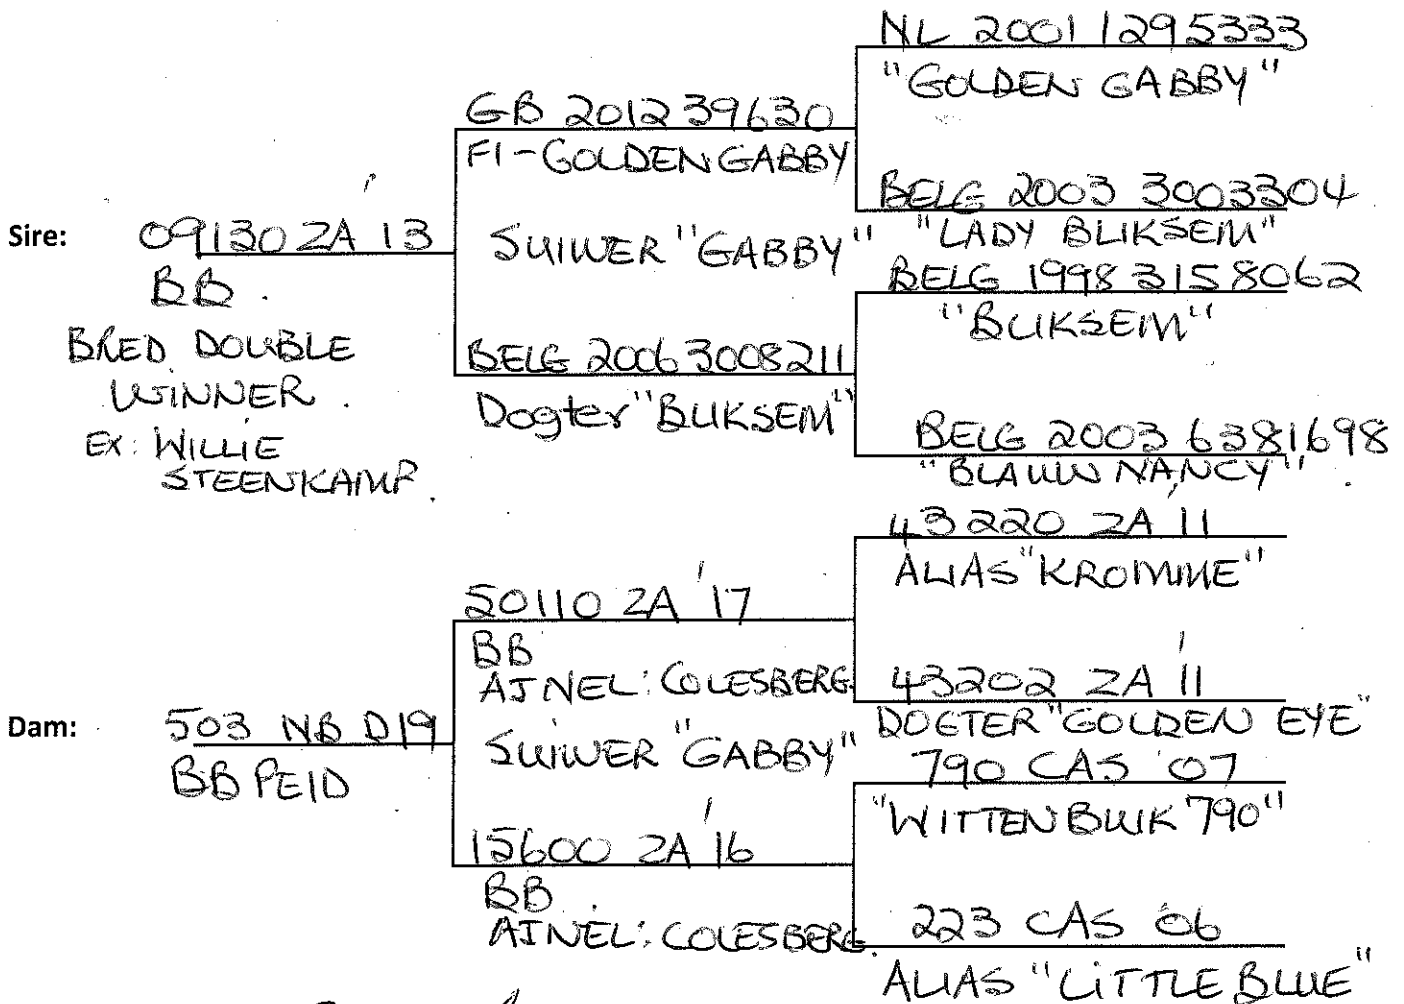 Sire:
09130 ZA '13
BB.
BRED DOUBLE
WINNER.
EX: WILLIE
STEENKAMP.
GB 2012 39630
F1-GOLDEN GABBY
SUIWER "GABBY"
BELG 2006 3008211
Dogter "BLIKSEM"
NL 2001 1295333
"GOLDEN GABBY"
BELG 2003 3003304
"LADY BLIKSEM"
BELG 1998 3158062
"BLIKSEM"
BELG 2003 6381698
"BLAUW NANCY".
Dam:
503 NB D19
BB PEID
50110 ZA '17
BB
AJ NEL: COLESBERG.
SUIWER "GABBY"
15600 ZA '16
BB.
AJ NEL: COLESBERG.
43220 ZA '11
ALIAS "KROMME"
43202 ZA '11
DOGTER "GOLDEN EYE"
790 CAS '07
"WITTEN BUIK 790"
223 CAS '06
ALIAS "LITTLE BLUE"